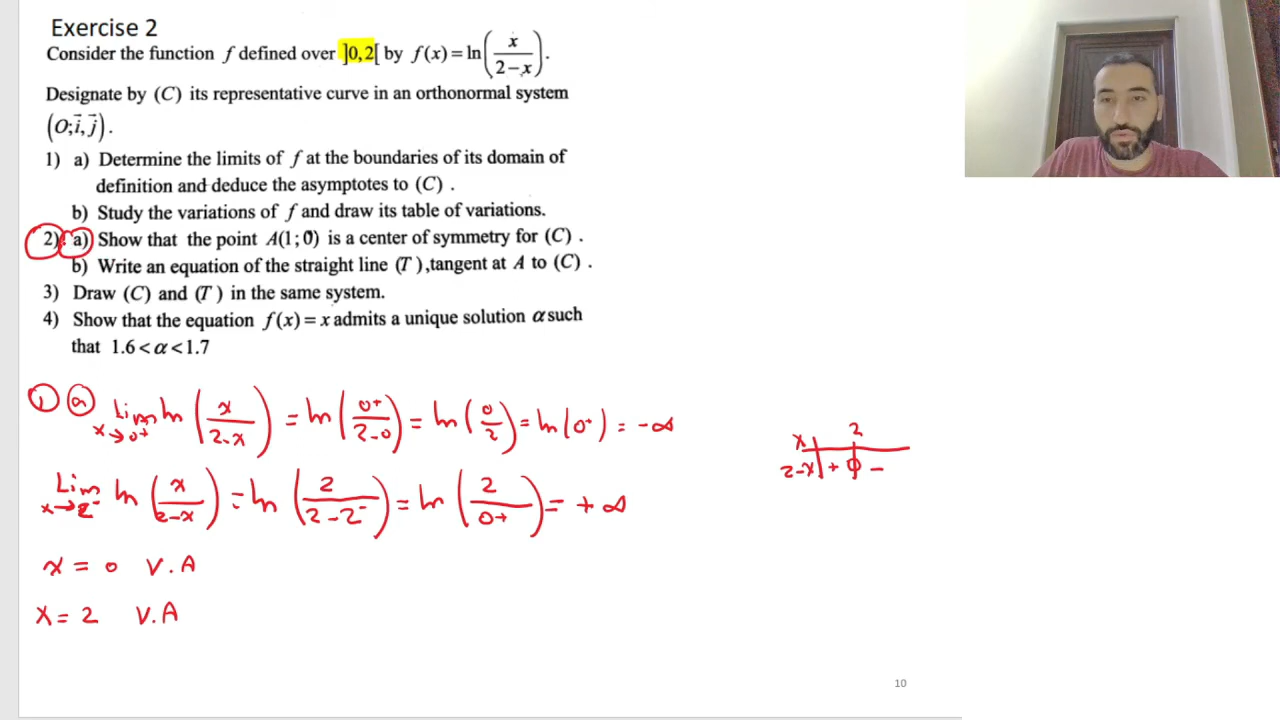 Exercise 2
Consider the function f defined over ]0,2[ by f(x) = ln(x/(2−x)).
Designate by (C) its representative curve in an orthonormal system
(O; i⃗, j⃗).
1) a) Determine the limits of f at the boundaries of its domain of
definition and deduce the asymptotes to (C).
b) Study the variations of f and draw its table of variations.
2) a) Show that the point A(1;0) is a center of symmetry for (C).
b) Write an equation of the straight line (T),tangent at A to (C).
3) Draw (C) and (T) in the same system.
4) Show that the equation f(x) = x admits a unique solution α such
that 1.6 < α < 1.7
1) a) Lim x→0+ ln(x/(2-x)) = ln(0+/(2-0)) = ln(0/2) = ln(0+) = -∞
x 2
2-x + 0 −
Lim x→2- ln(x/(2-x)) = ln(2/(2-2-)) = ln(2/0+) = +∞
x = 0 V.A
x = 2 V.A
10